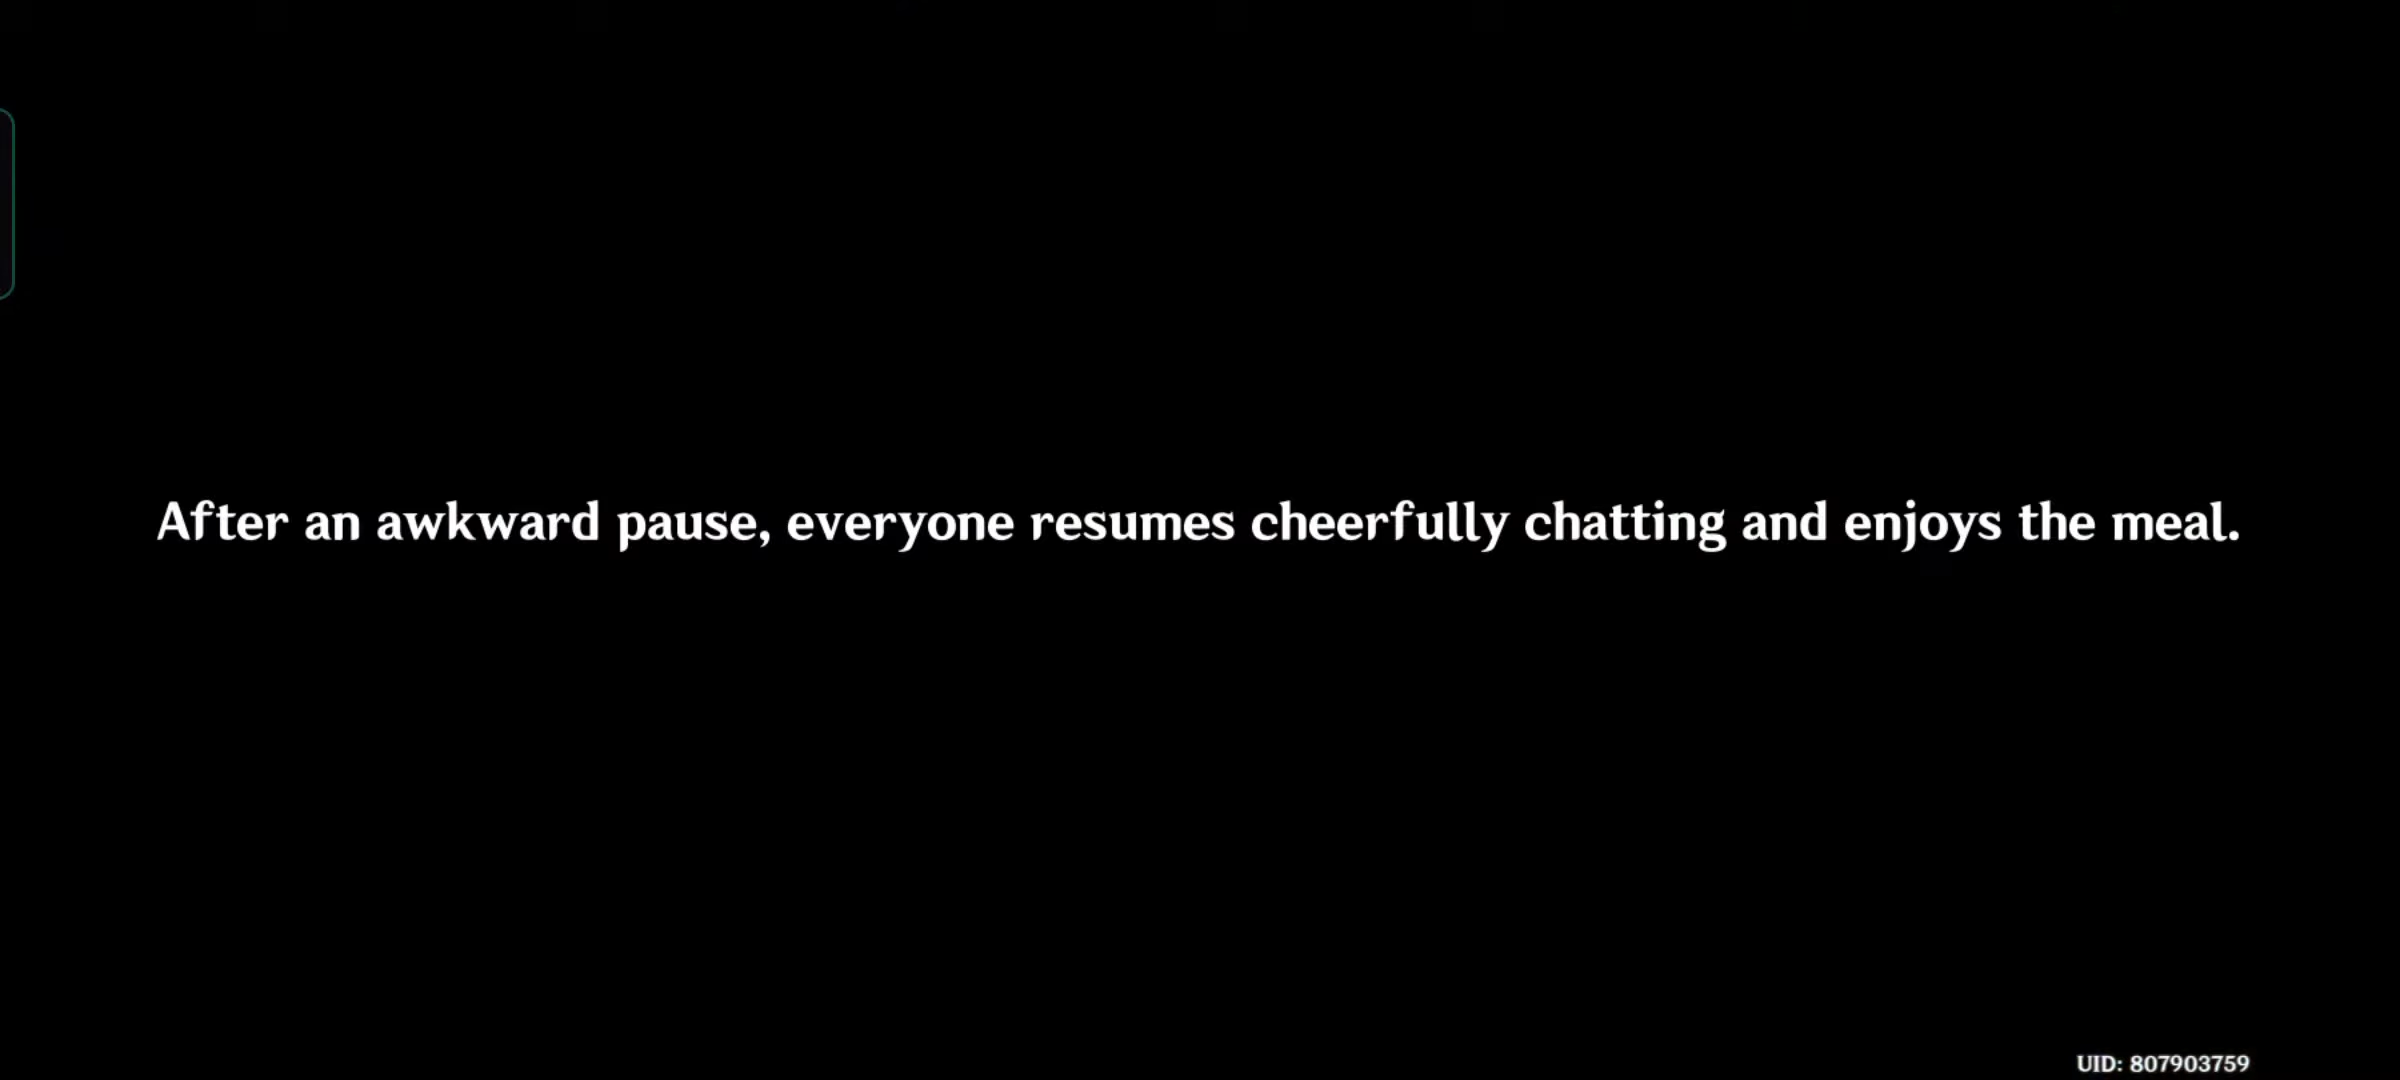 After an awkward pause, everyone resumes cheerfully chatting and enjoys the meal.
UID: 807903759